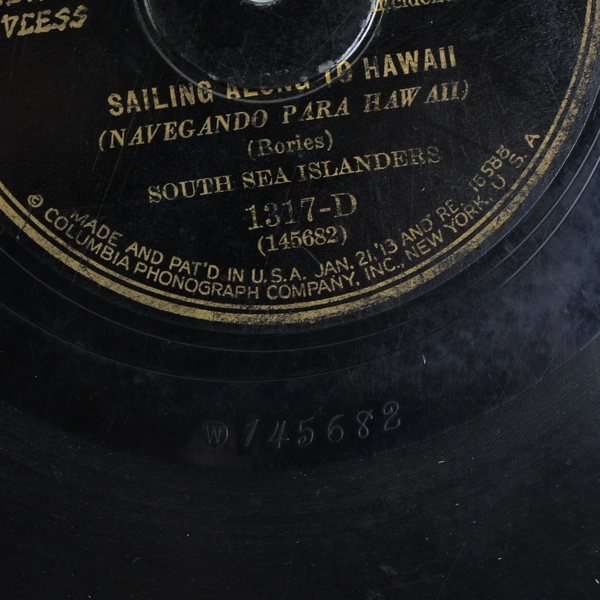 SAILING ALONG TO HAWAII
(NAVEGANDO PARA HAWAII)
(Bories)
SOUTH SEA ISLANDERS
1317-D
(145682)
MADE AND PAT'D IN U.S.A. JAN. 21,'13 AND RE. 16588
© COLUMBIA PHONOGRAPH COMPANY, INC., NEW YORK, U.S.A
W 145682